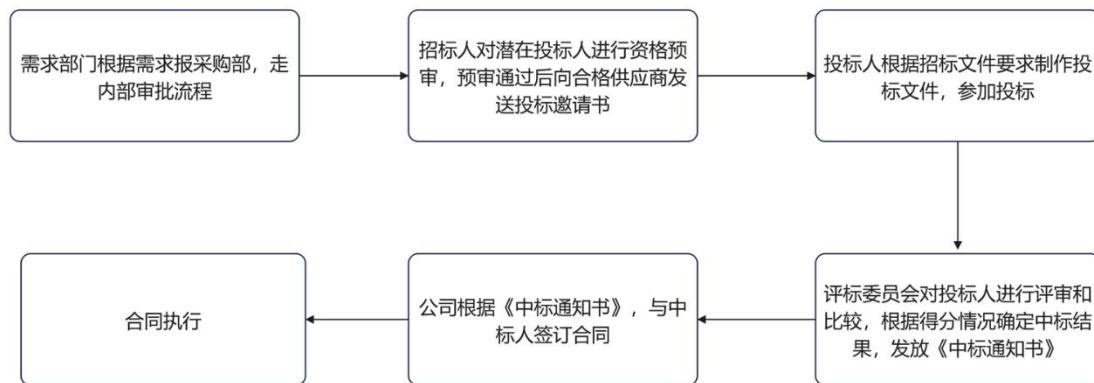 需求部门根据需求报采购部，走
内部审批流程
招标人对潜在投标人进行资格预
审，预审通过后向合格供应商发
送投标邀请书
投标人根据招标文件要求制作投
标文件，参加投标
评标委员会对投标人进行评审和
比较，根据得分情况确定中标结
果，发放《中标通知书》
公司根据《中标通知书》，与中
标人签订合同
合同执行